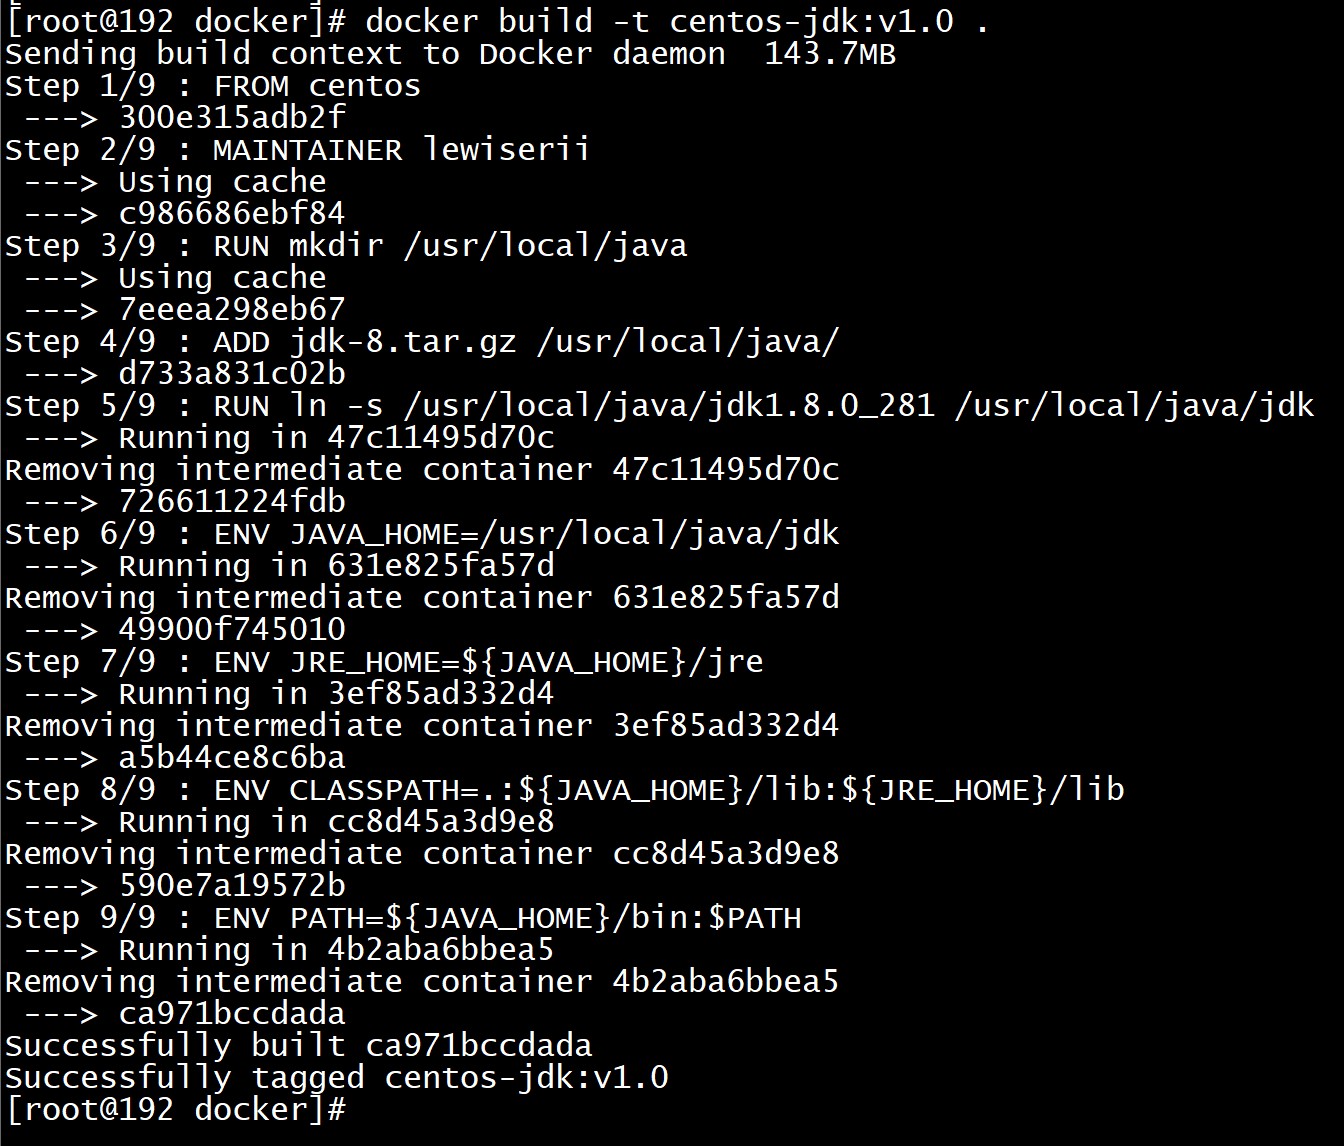 [root@192 docker]# docker build -t centos-jdk:v1.0 .
Sending build context to Docker daemon  143.7MB
Step 1/9 : FROM centos
 ---> 300e315adb2f
Step 2/9 : MAINTAINER lewiserii
 ---> Using cache
 ---> c986686ebf84
Step 3/9 : RUN mkdir /usr/local/java
 ---> Using cache
 ---> 7eeea298eb67
Step 4/9 : ADD jdk-8.tar.gz /usr/local/java/
 ---> d733a831c02b
Step 5/9 : RUN ln -s /usr/local/java/jdk1.8.0_281 /usr/local/java/jdk
 ---> Running in 47c11495d70c
Removing intermediate container 47c11495d70c
 ---> 726611224fdb
Step 6/9 : ENV JAVA_HOME=/usr/local/java/jdk
 ---> Running in 631e825fa57d
Removing intermediate container 631e825fa57d
 ---> 49900f745010
Step 7/9 : ENV JRE_HOME=${JAVA_HOME}/jre
 ---> Running in 3ef85ad332d4
Removing intermediate container 3ef85ad332d4
 ---> a5b44ce8c6ba
Step 8/9 : ENV CLASSPATH=.:${JAVA_HOME}/lib:${JRE_HOME}/lib
 ---> Running in cc8d45a3d9e8
Removing intermediate container cc8d45a3d9e8
 ---> 590e7a19572b
Step 9/9 : ENV PATH=${JAVA_HOME}/bin:$PATH
 ---> Running in 4b2aba6bbea5
Removing intermediate container 4b2aba6bbea5
 ---> ca971bccdada
Successfully built ca971bccdada
Successfully tagged centos-jdk:v1.0
[root@192 docker]#